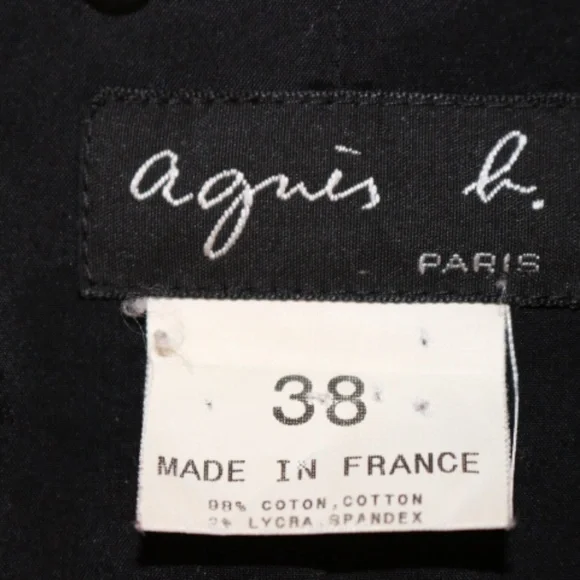 agnès b.
PARIS
38
MADE IN FRANCE
98% COTON, COTTON
2% LYCRA SPANDEX